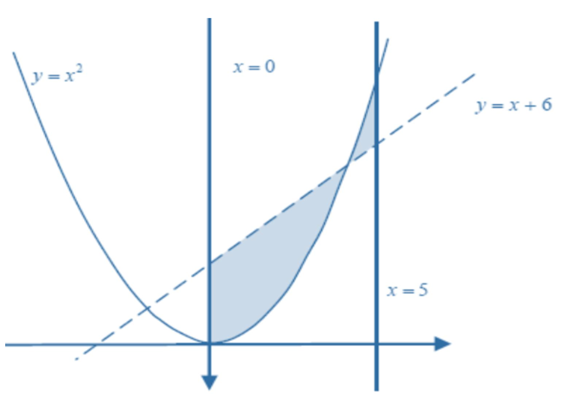 y = x²
x = 0
y = x + 6
x = 5